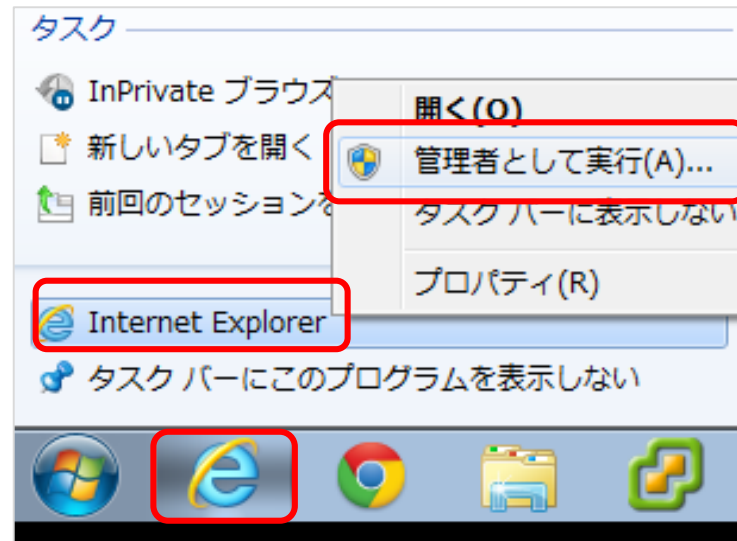 タスク
InPrivate ブラウズ
新しいタブを開く
前回のセッションを
開く(O)
管理者として実行(A)...
タスク バーに表示しない
プロパティ(R)
Internet Explorer
タスク バーにこのプログラムを表示しない